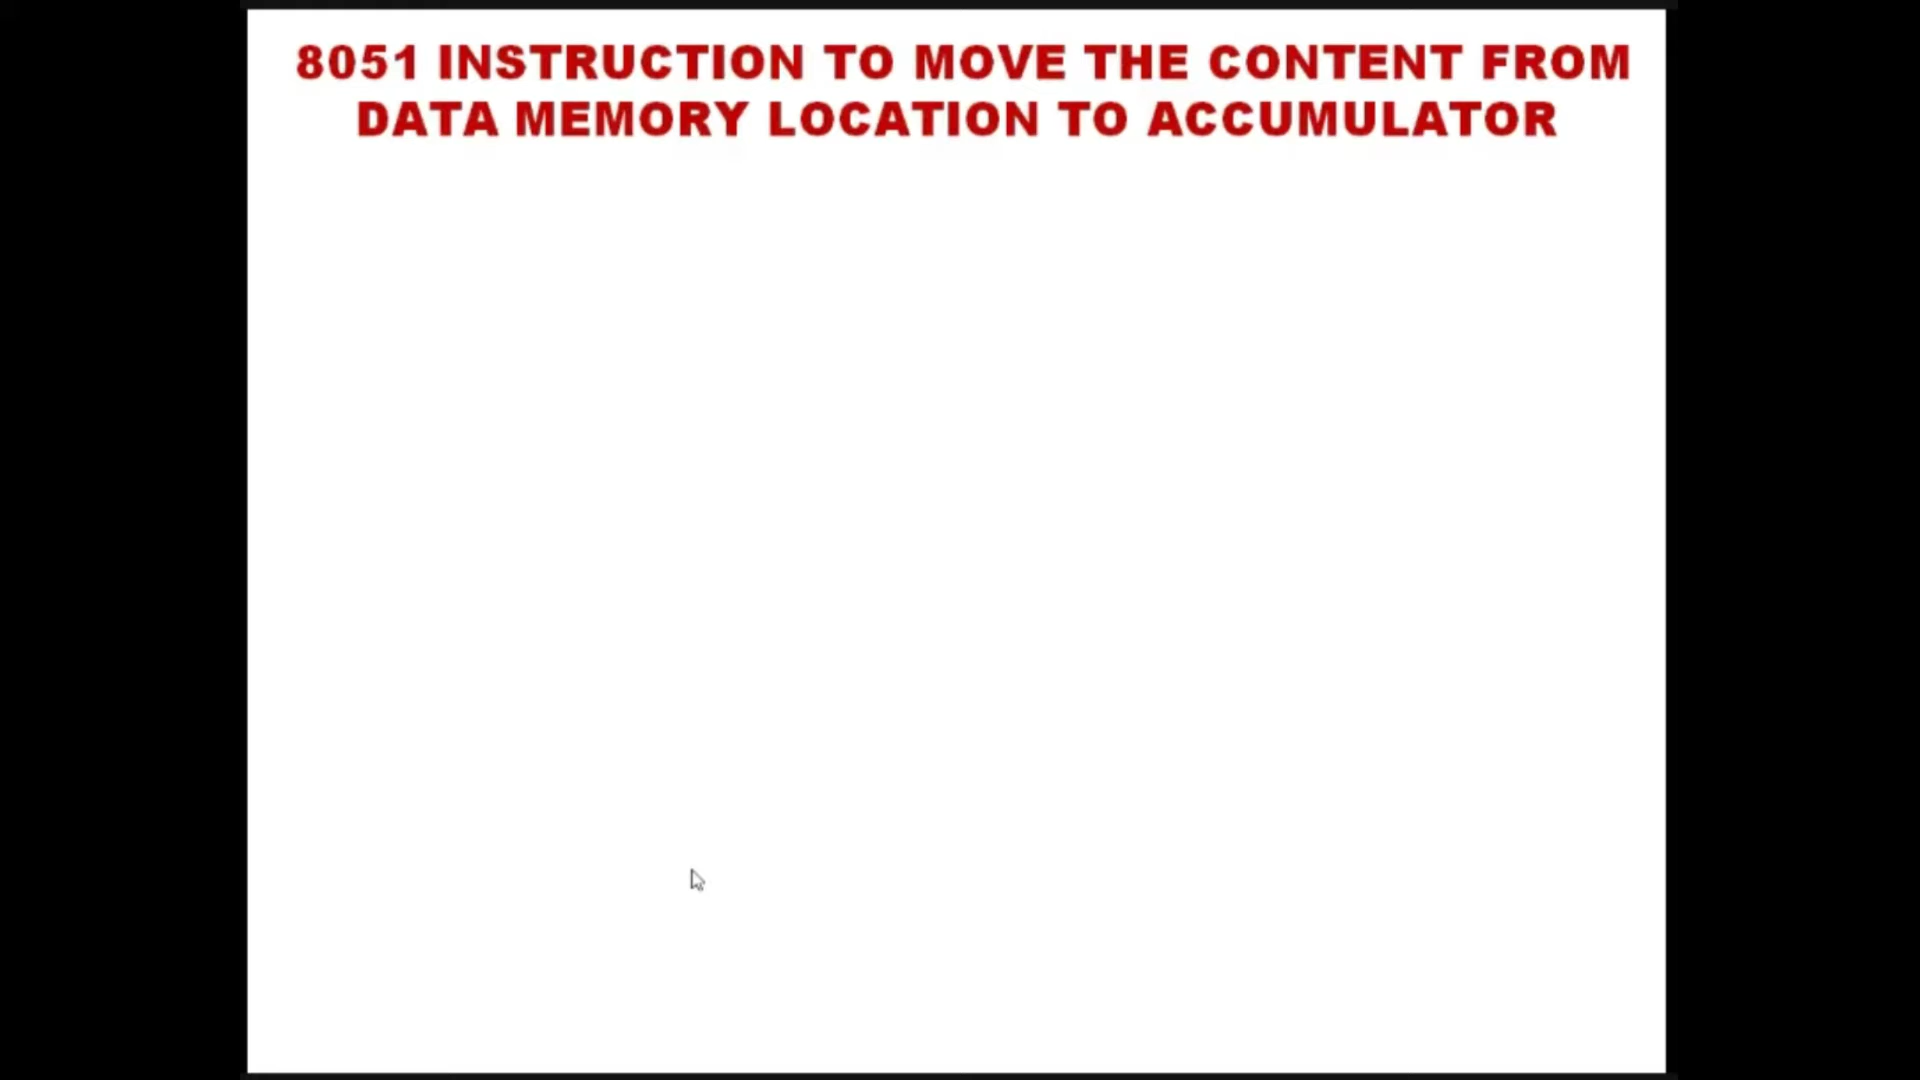 8051 INSTRUCTION TO MOVE THE CONTENT FROM
DATA MEMORY LOCATION TO ACCUMULATOR